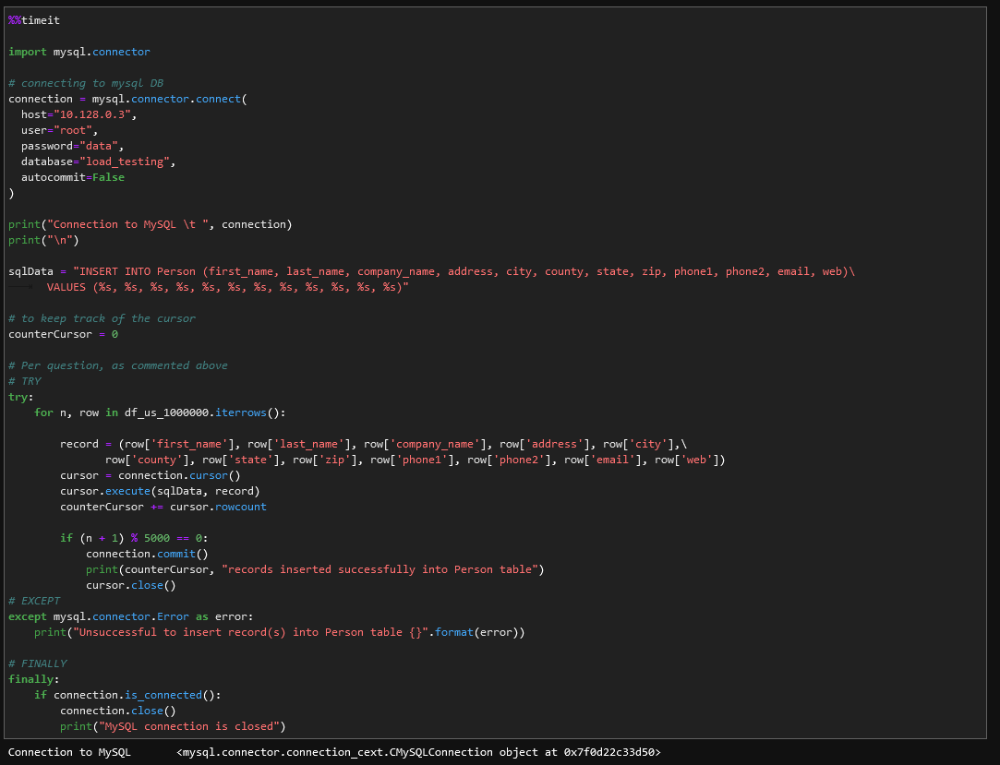 %%timeit
import mysql.connector
# connecting to mysql DB
connection = mysql.connector.connect(
  host="10.128.0.3",
  user="root",
  password="data",
  database="load_testing",
  autocommit=False
)
print("Connection to MySQL \t ", connection)
print("\n")
sqlData = "INSERT INTO Person (first_name, last_name, company_name, address, city, county, state, zip, phone1, phone2, email, web)\
      VALUES (%s, %s, %s, %s, %s, %s, %s, %s, %s, %s, %s, %s)"
# to keep track of the cursor
counterCursor = 0
# Per question, as commented above
# TRY
try:
    for n, row in df_us_1000000.iterrows():
        record = (row['first_name'], row['last_name'], row['company_name'], row['address'], row['city'],\
               row['county'], row['state'], row['zip'], row['phone1'], row['phone2'], row['email'], row['web'])
        cursor = connection.cursor()
        cursor.execute(sqlData, record)
        counterCursor += cursor.rowcount
        if (n + 1) % 5000 == 0:
            connection.commit()
            print(counterCursor, "records inserted successfully into Person table")
            cursor.close()
# EXCEPT
except mysql.connector.Error as error:
    print("Unsuccessful to insert record(s) into Person table {}".format(error))
# FINALLY
finally:
    if connection.is_connected():
        connection.close()
        print("MySQL connection is closed")
Connection to MySQL       <mysql.connector.connection_cext.CMySQLConnection object at 0x7f0d22c33d50>